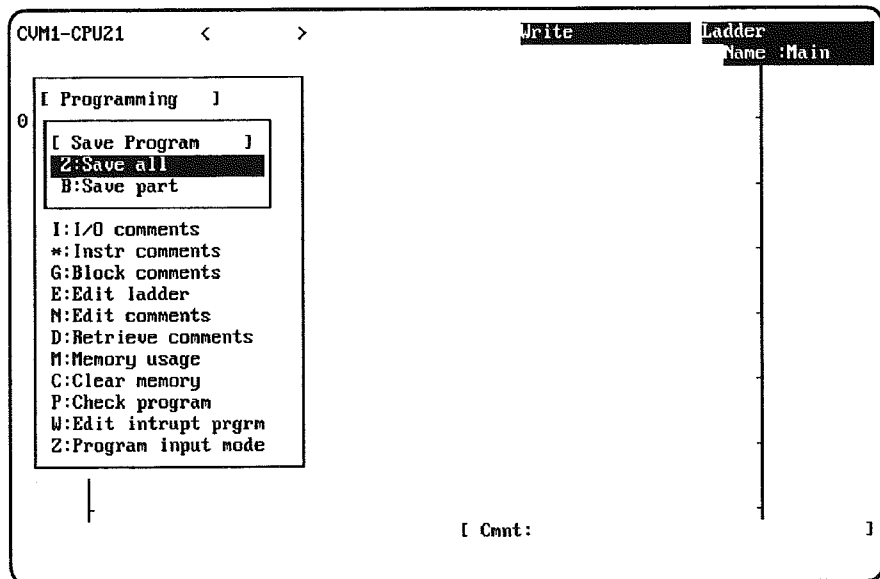 CVM1-CPU21 < > Write Ladder
Name :Main
[ Programming ]
0
[ Save Program ]
Z:Save all
B:Save part
I:I/O comments
*:Instr comments
G:Block comments
E:Edit ladder
N:Edit comments
D:Retrieve comments
M:Memory usage
C:Clear memory
P:Check program
W:Edit intrupt prgrm
Z:Program input mode
[ Cmnt: ]